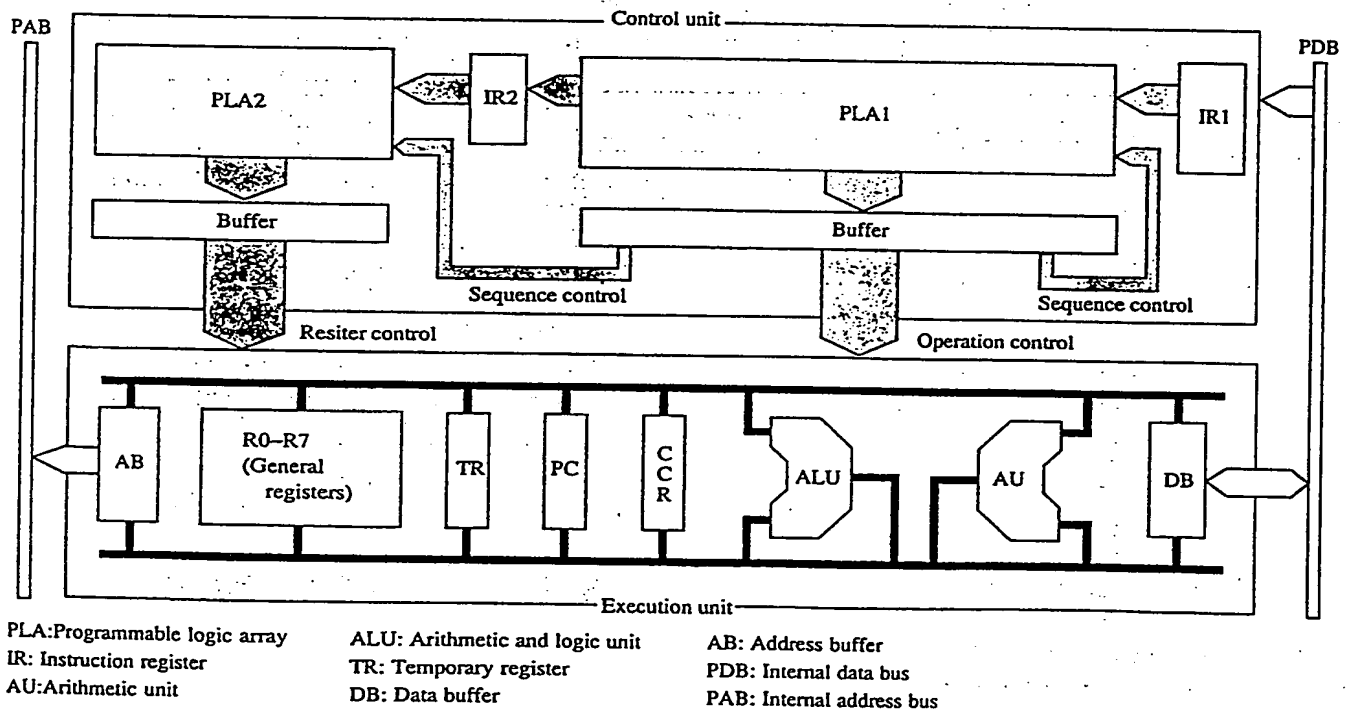 Control unit
PAB
PDB
PLA2
IR2
PLA1
IR1
Buffer
Buffer
Sequence control
Sequence control
Resiter control
Operation control
AB
R0–R7
(General
registers)
TR
PC
C
C
R
ALU
AU
DB
Execution unit
PLA:Programmable logic array
IR: Instruction register
AU:Arithmetic unit
ALU: Arithmetic and logic unit
TR: Temporary register
DB: Data buffer
AB: Address buffer
PDB: Internal data bus
PAB: Internal address bus